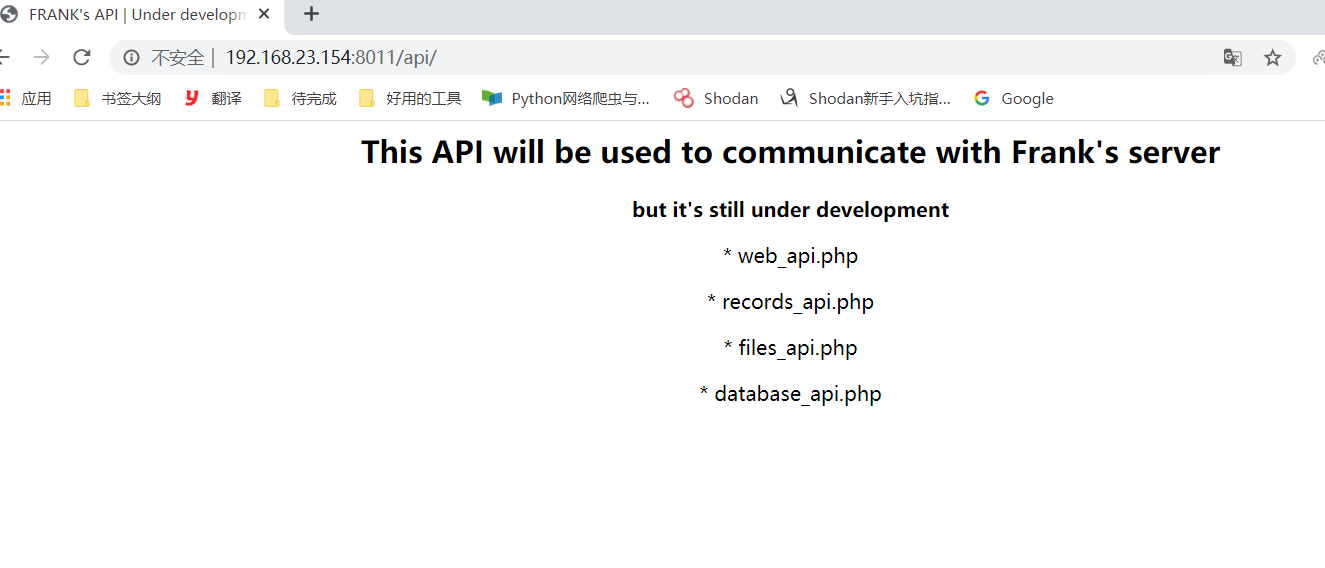 FRANK's API | Under developm
不安全 | 192.168.23.154:8011/api/
应用 书签大纲 翻译 待完成 好用的工具 Python网络爬虫与... Shodan Shodan新手入坑指... Google
This API will be used to communicate with Frank's server
but it's still under development
* web_api.php
* records_api.php
* files_api.php
* database_api.php